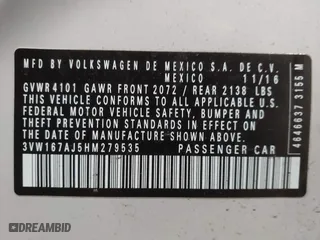 MFD. BY VOLKSWAGEN DE MEXICO S.A. DE C.V.
MEXICO 11/16
GVWR4101 GAWR FRONT 2072 / REAR 2138 LBS
THIS VEHICLE CONFORMS TO ALL APPLICABLE
FEDERAL MOTOR VEHICLE SAFETY, BUMPER AND
THEFT PREVENTION STANDARDS IN EFFECT ON
THE DATE OF MANUFACTURE SHOWN ABOVE.
3VW167AJ5HM279535 PASSENGER CAR
4646637 3155 M
© BIDHISTORY